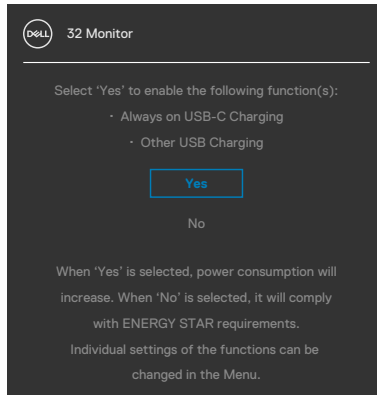 DELL
32 Monitor
Select ‘Yes’ to enable the following function(s):
· Always on USB-C Charging
· Other USB Charging
Yes
No
When ‘Yes’ is selected, power consumption will
increase. When ‘No’ is selected, it will comply
with ENERGY STAR requirements.
Individual settings of the functions can be
changed in the Menu.